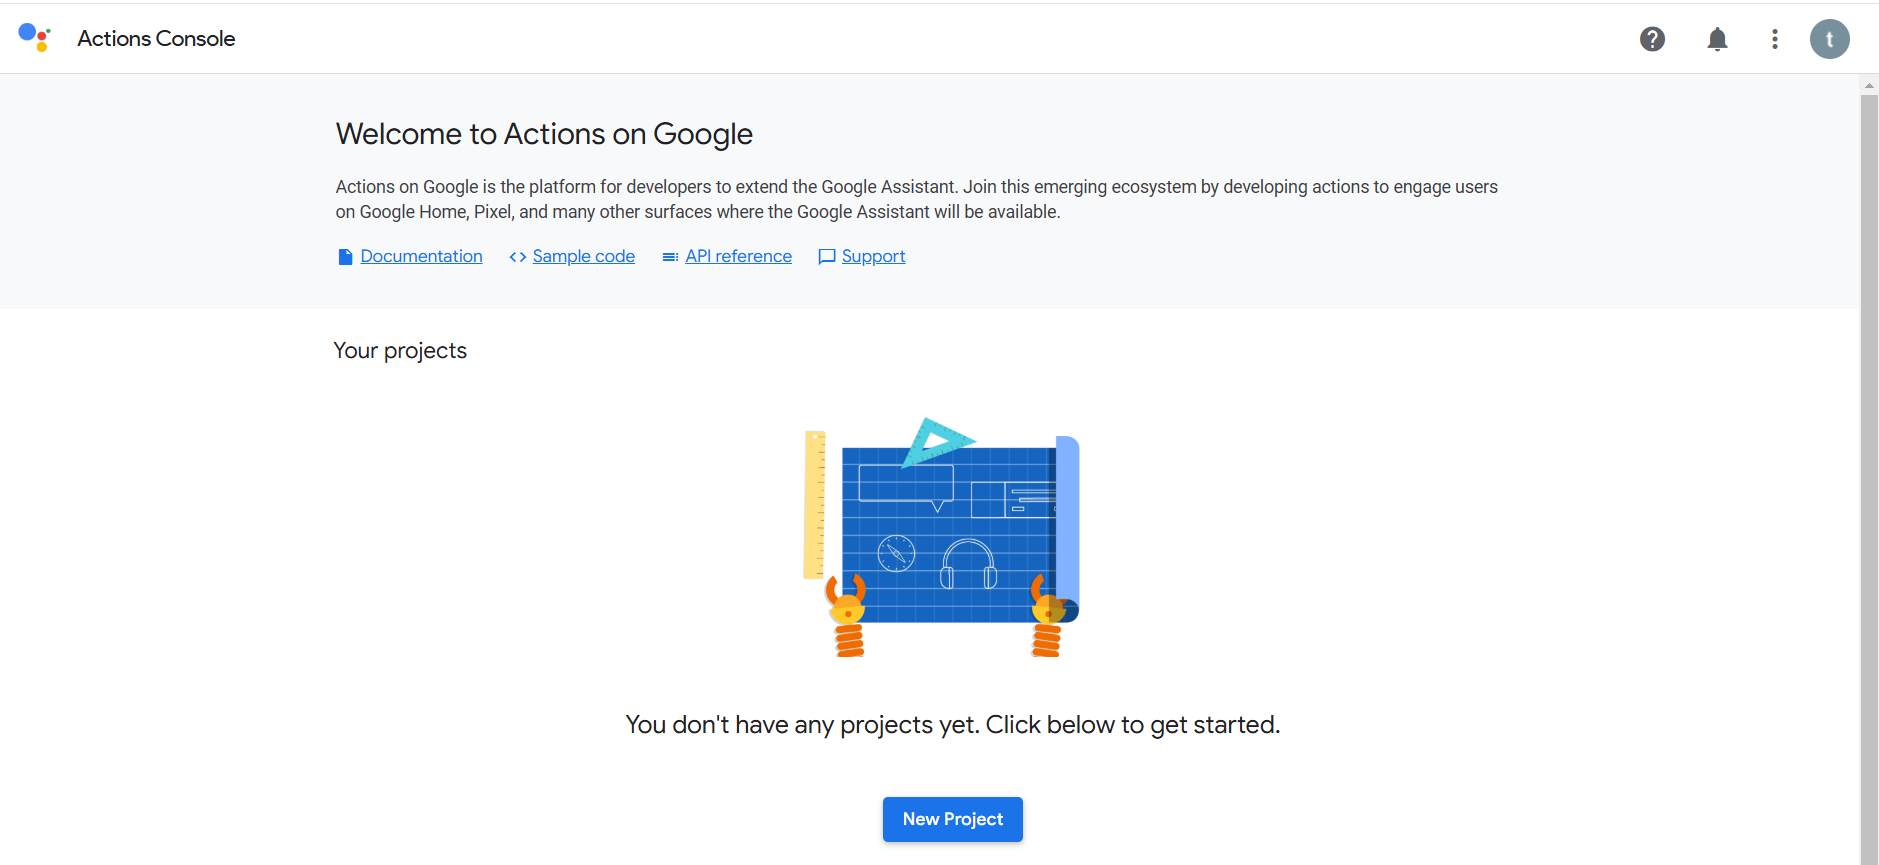 Actions Console
t
Welcome to Actions on Google
Actions on Google is the platform for developers to extend the Google Assistant. Join this emerging ecosystem by developing actions to engage users
on Google Home, Pixel, and many other surfaces where the Google Assistant will be available.
Documentation Sample code API reference Support
Your projects
You don't have any projects yet. Click below to get started.
New Project